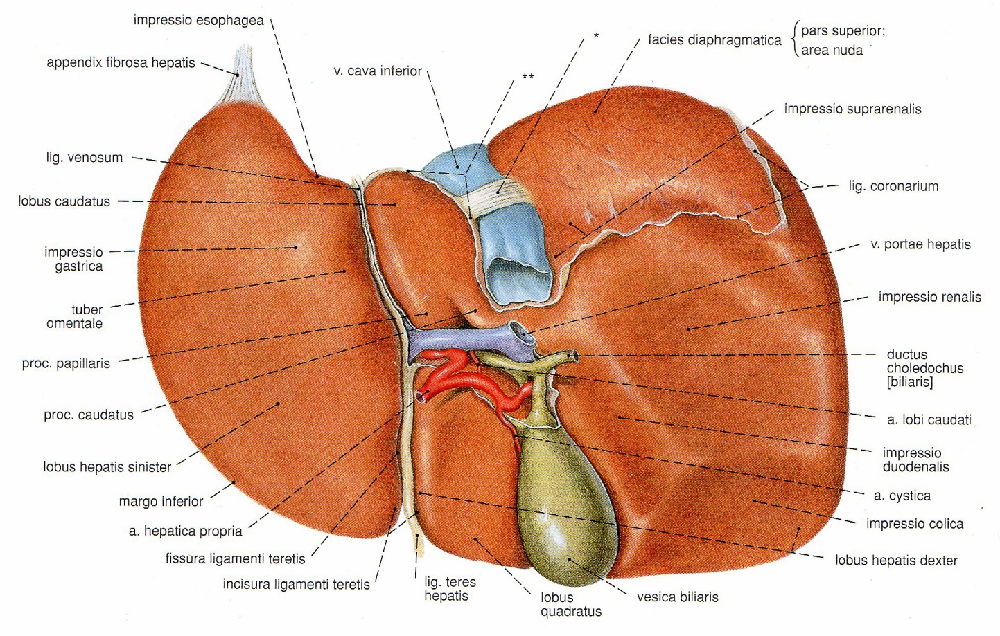 impressio esophagea
appendix fibrosa hepatis
lig. venosum
lobus caudatus
impressio
gastrica
tuber
omentale
proc. papillaris
proc. caudatus
lobus hepatis sinister
margo inferior
a. hepatica propria
fissura ligamenti teretis
incisura ligamenti teretis
lig. teres
hepatis
lobus
quadratus
vesica biliaris
v. cava inferior
**
*
facies diaphragmatica
pars superior;
area nuda
impressio suprarenalis
lig. coronarium
v. portae hepatis
impressio renalis
ductus
choledochus
[biliaris]
a. lobi caudati
impressio
duodenalis
a. cystica
impressio colica
lobus hepatis dexter